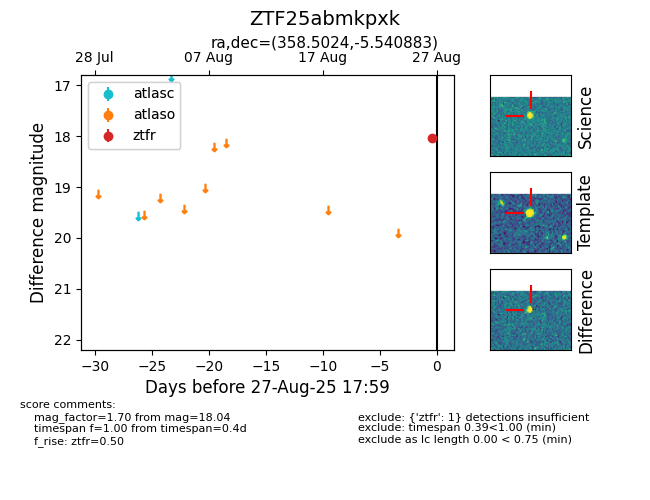 ZTF25abmkpxk
ra,dec=(358.5024,-5.540883)
28 Jul 07 Aug 17 Aug 27 Aug
atlasc
atlaso
ztfr
17
18
19
20
21
22
Difference magnitude
−30 −25 −20 −15 −10 −5 0
Days before 27-Aug-25 17:59
Science
Template
Difference
score comments:
mag_factor=1.70 from mag=18.04
timespan f=1.00 from timespan=0.4d
f_rise: ztfr=0.50
exclude: {'ztfr': 1} detections insufficient
exclude: timespan 0.39<1.00 (min)
exclude as lc length 0.00 < 0.75 (min)